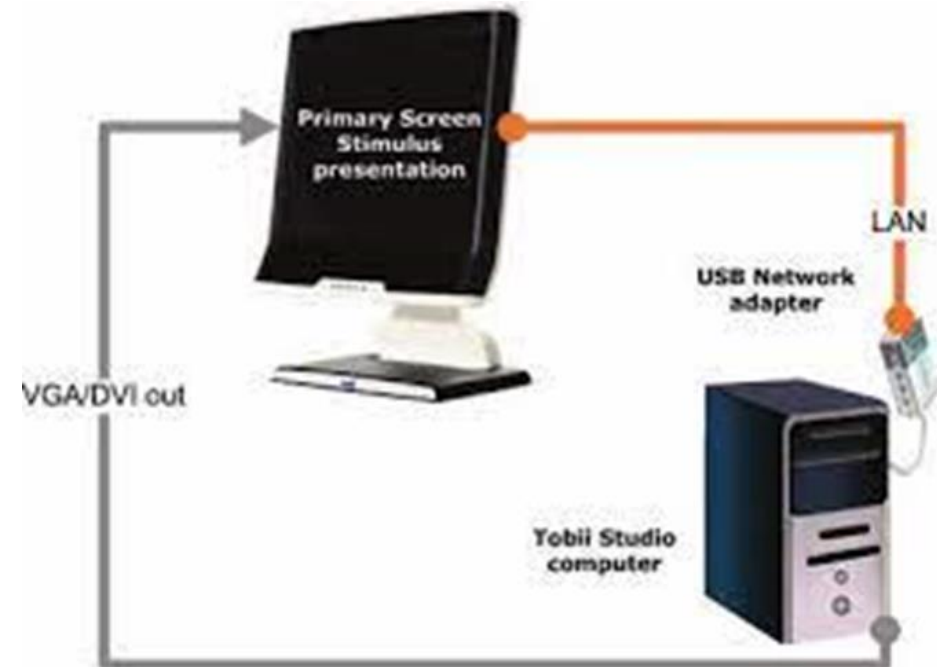 Primary Screen
Stimulus
presentation
LAN
USB Network
adapter
VGA/DVI out
Tobii Studio
computer